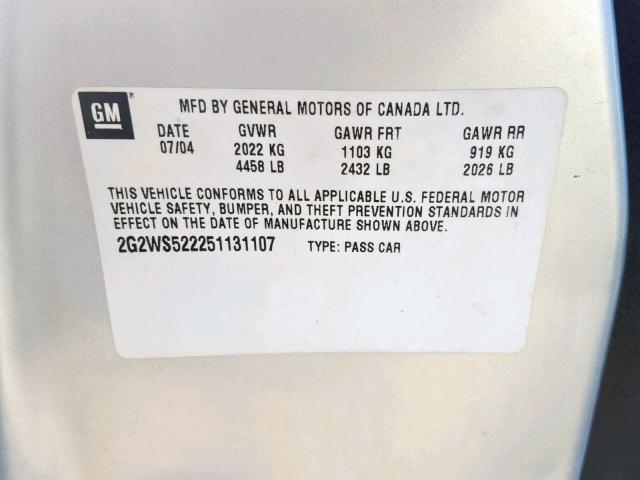 GM
MFD BY GENERAL MOTORS OF CANADA LTD.
DATE GVWR GAWR FRT GAWR RR
07/04 2022 KG 1103 KG 919 KG
4458 LB 2432 LB 2026 LB
THIS VEHICLE CONFORMS TO ALL APPLICABLE U.S. FEDERAL MOTOR
VEHICLE SAFETY, BUMPER, AND THEFT PREVENTION STANDARDS IN
EFFECT ON THE DATE OF MANUFACTURE SHOWN ABOVE.
2G2WS522251131107 TYPE: PASS CAR